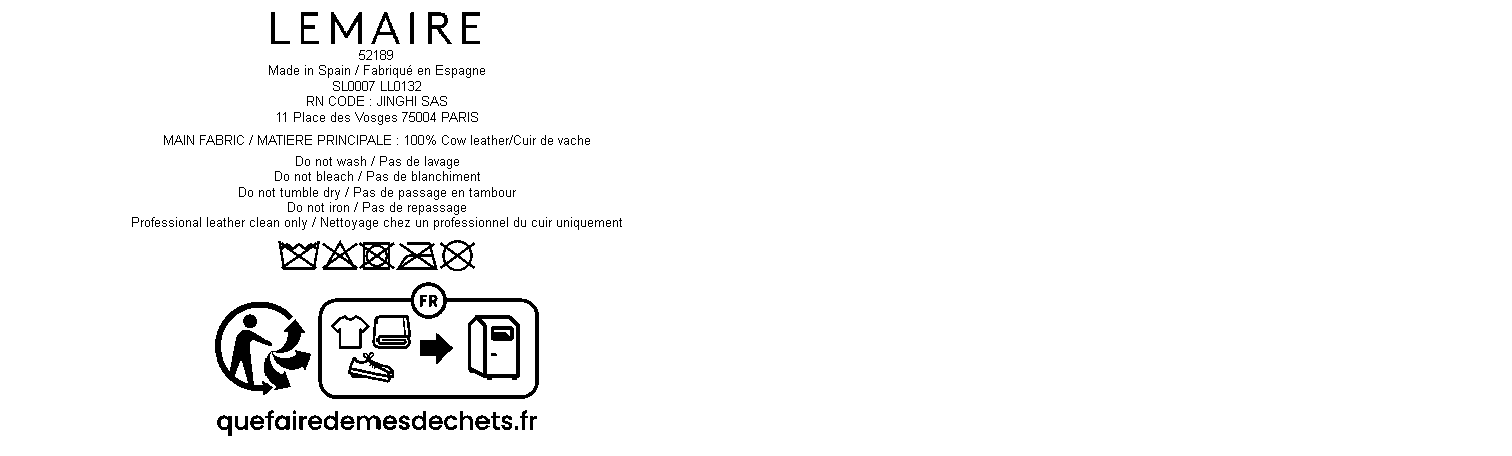 LEMAIRE
52189
Made in Spain / Fabriqué en Espagne
SL0007 LL0132
RN CODE : JINGHI SAS
11 Place des Vosges 75004 PARIS
MAIN FABRIC / MATIERE PRINCIPALE : 100% Cow leather/Cuir de vache
Do not wash / Pas de lavage
Do not bleach / Pas de blanchiment
Do not tumble dry / Pas de passage en tambour
Do not iron / Pas de repassage
Professional leather clean only / Nettoyage chez un professionnel du cuir uniquement
FR
quefairedemesdechets.fr